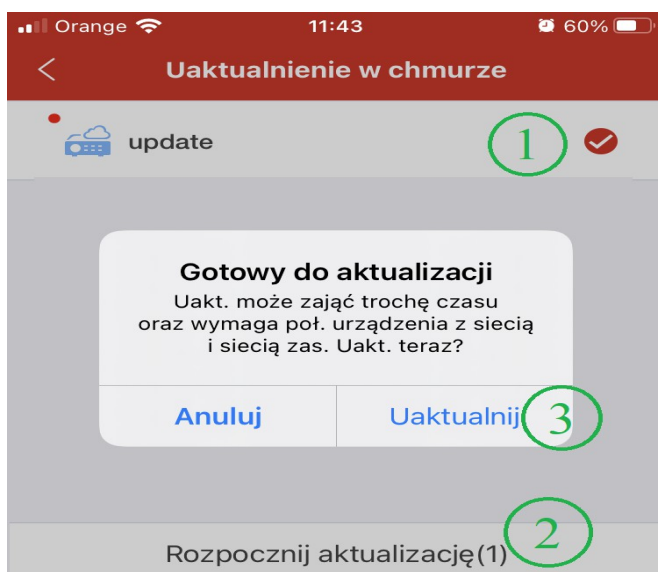 Orange 11:43 60%
Uaktualnienie w chmurze
update 1
Gotowy do aktualizacji
Uakt. może zająć trochę czasu
oraz wymaga poł. urządzenia z siecią
i siecią zas. Uakt. teraz?
Anuluj Uaktualnij 3
Rozpocznij aktualizację(1) 2